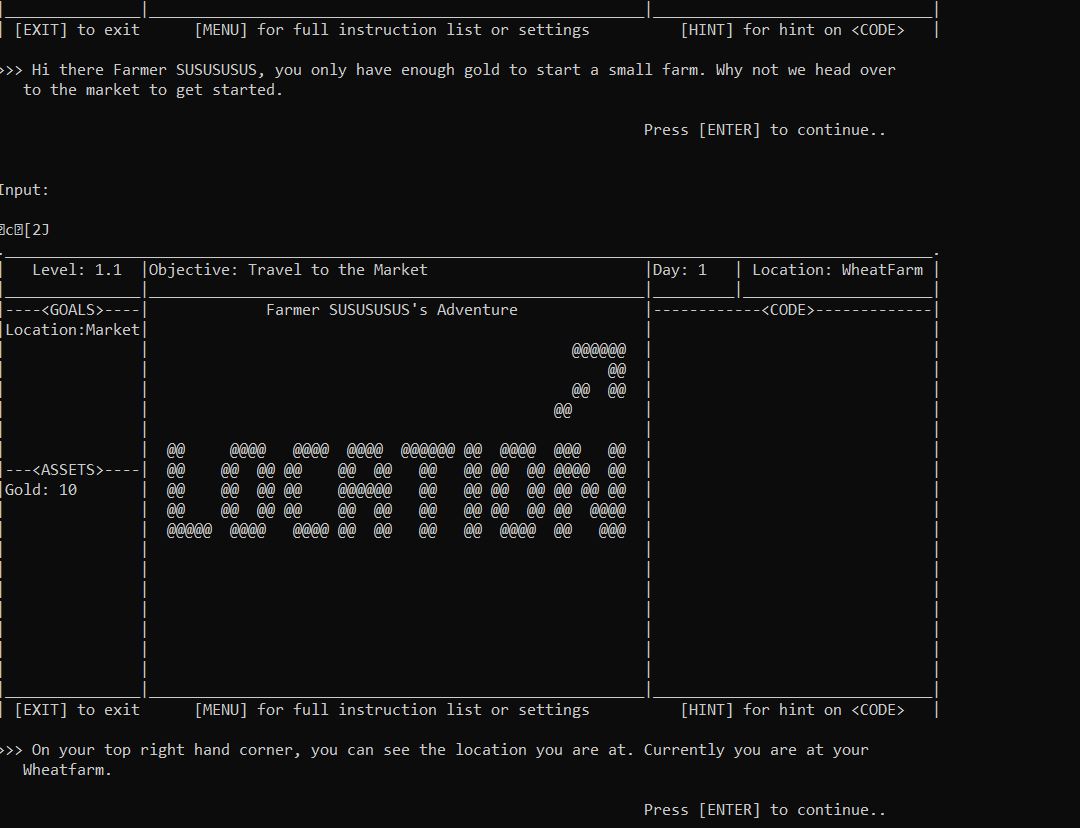 [EXIT] to exit [MENU] for full instruction list or settings [HINT] for hint on <CODE>
>>> Hi there Farmer SUSUSUSUS, you only have enough gold to start a small farm. Why not we head over
to the market to get started.
Press [ENTER] to continue..
Input:
c[2J
Level: 1.1 Objective: Travel to the Market Day: 1 Location: WheatFarm
----<GOALS>---- Farmer SUSUSUSUS's Adventure ------------<CODE>-------------
Location:Market
LOCATION
---<ASSETS>----
Gold: 10
[EXIT] to exit [MENU] for full instruction list or settings [HINT] for hint on <CODE>
>>> On your top right hand corner, you can see the location you are at. Currently you are at your
Wheatfarm.
Press [ENTER] to continue..